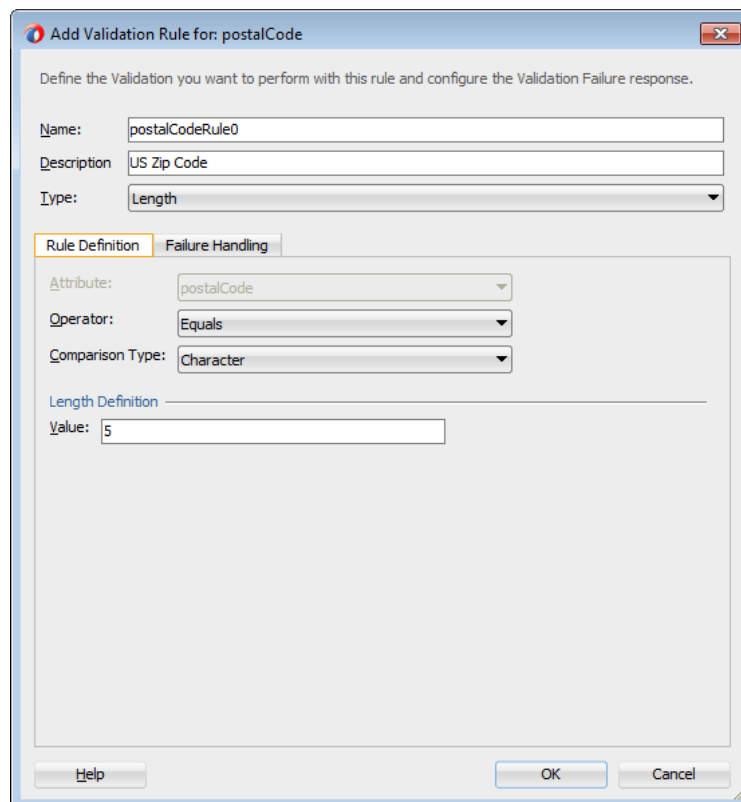 Add Validation Rule for: postalCode
Define the Validation you want to perform with this rule and configure the Validation Failure response.
Name: postalCodeRule0
Description US Zip Code
Type: Length
Rule Definition Failure Handling
Attribute: postalCode
Operator: Equals
Comparison Type: Character
Length Definition
Value: 5
Help OK Cancel